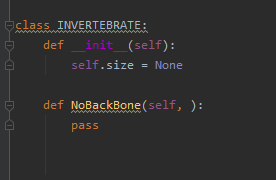 class INVERTEBRATE:
    def __init__(self):
        self.size = None

    def NoBackBone(self, ):
        pass